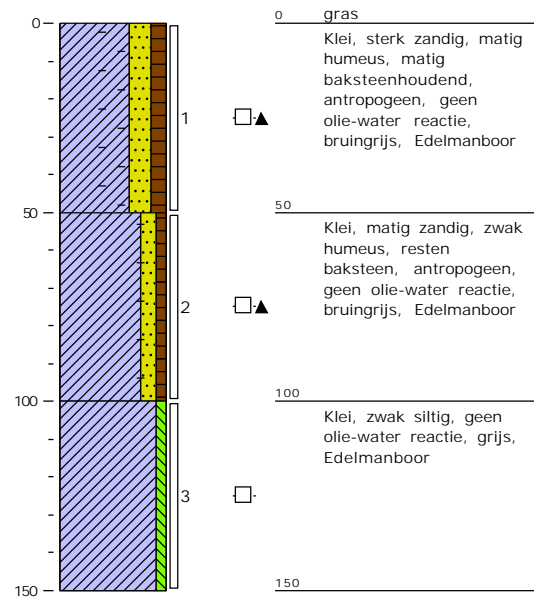 0
0
gras
Klei, sterk zandig, matig
humeus, matig
baksteenhoudend,
antropogeen, geen
olie-water reactie,
bruingrijs, Edelmanboor
1
50
50
Klei, matig zandig, zwak
humeus, resten
baksteen, antropogeen,
geen olie-water reactie,
bruingrijs, Edelmanboor
2
100
100
Klei, zwak siltig, geen
olie-water reactie, grijs,
Edelmanboor
3
150
150